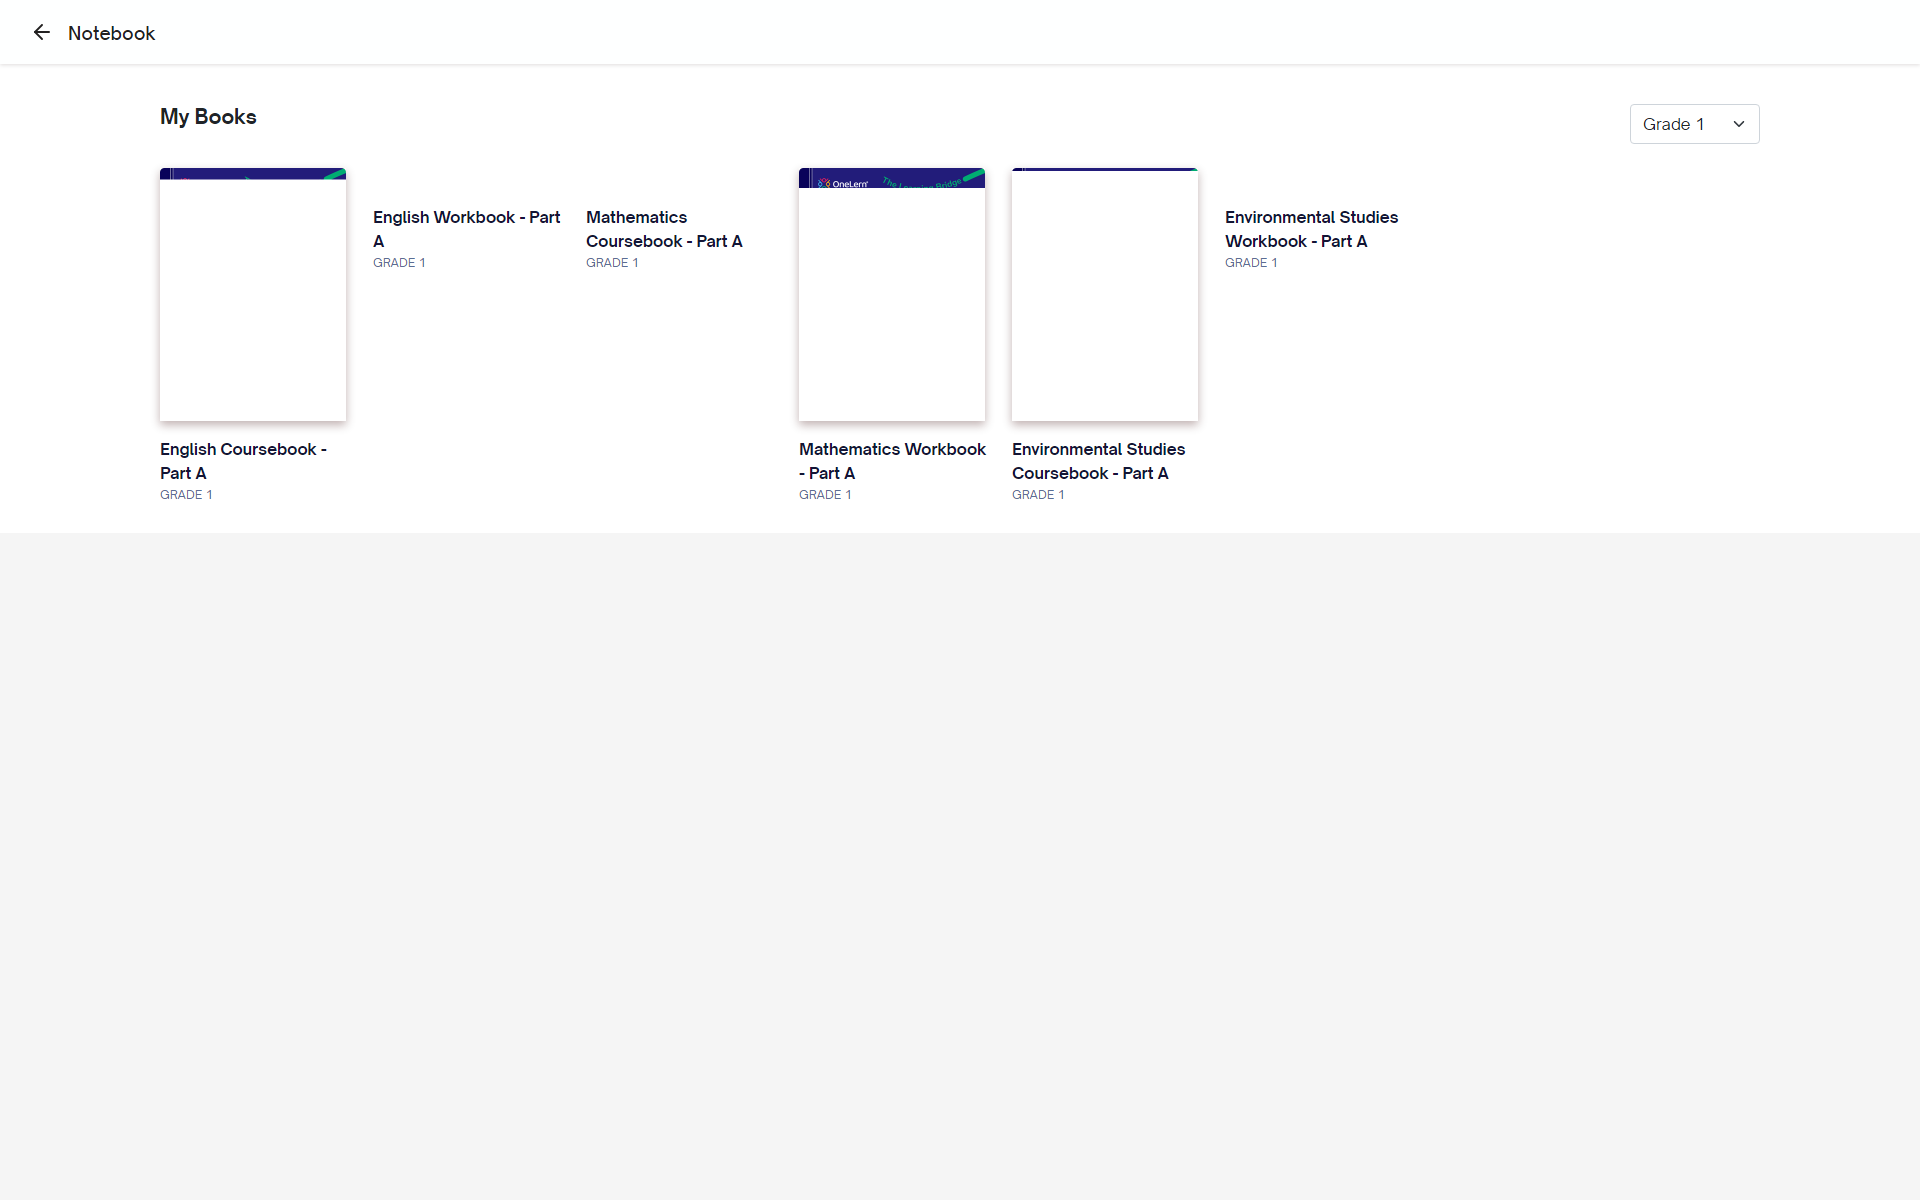 Notebook
My Books
Grade 1
OneLern
The Learning Bridge
English Coursebook -
Part A
GRADE 1
English Workbook - Part
A
GRADE 1
Mathematics
Coursebook - Part A
GRADE 1
Mathematics Workbook
- Part A
GRADE 1
Environmental Studies
Coursebook - Part A
GRADE 1
Environmental Studies
Workbook - Part A
GRADE 1